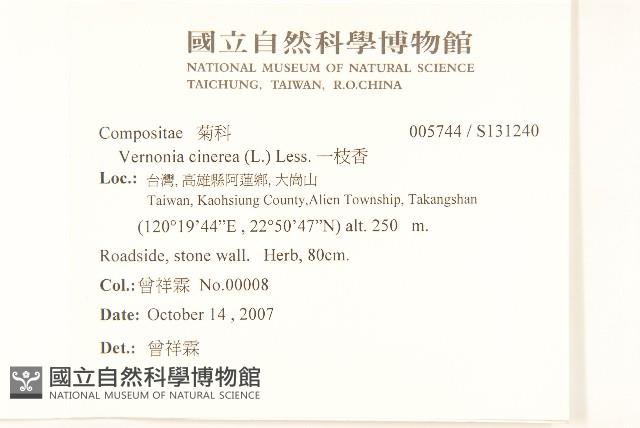 國立自然科學博物館
NATIONAL MUSEUM OF NATURAL SCIENCE
TAICHUNG, TAIWAN, R.O.CHINA
Compositae 菊科 005744 / S131240
Vernonia cinerea (L.) Less. 一枝香
Loc.: 台灣, 高雄縣阿蓮鄉, 大崗山
Taiwan, Kaohsiung County,Alien Township, Takangshan
(120°19’44”E , 22°50’47”N) alt. 250 m.
Roadside, stone wall. Herb, 80cm.
Col.: 曾祥霖 No.00008
Date: October 14 , 2007
Det.: 曾祥霖
國立自然科學博物館
NATIONAL MUSEUM OF NATURAL SCIENCE